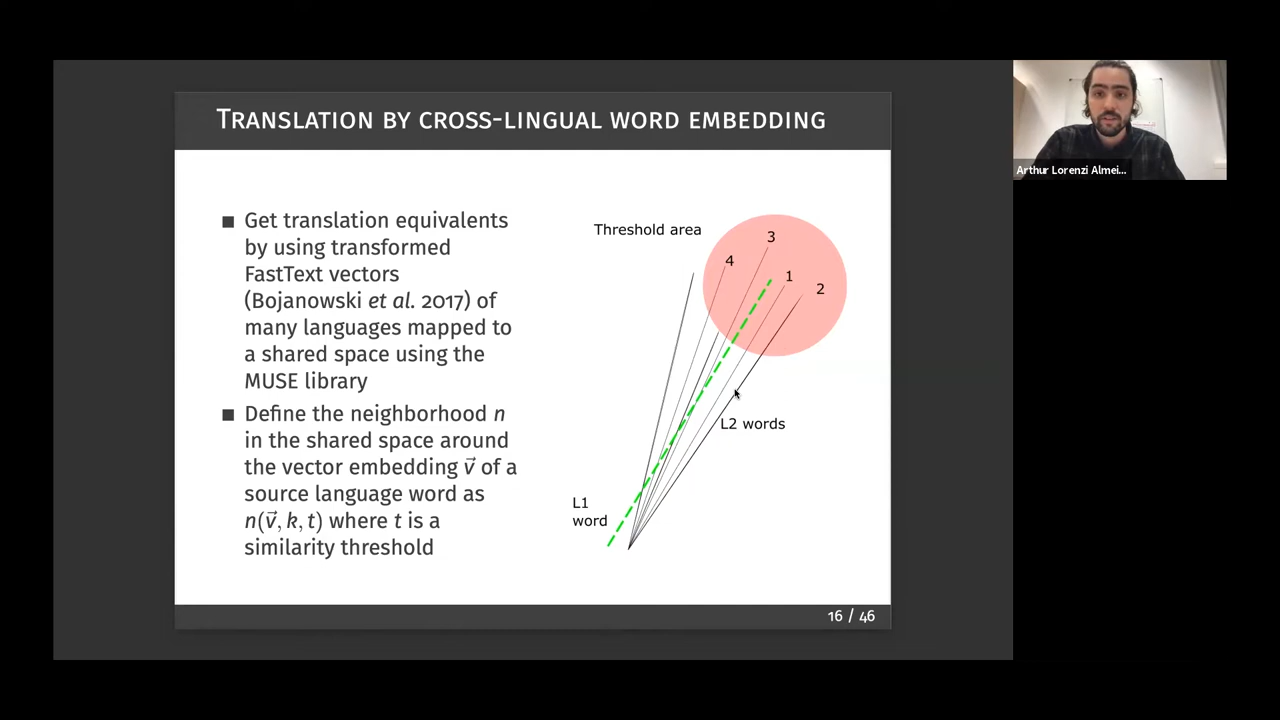 TRANSLATION BY CROSS-LINGUAL WORD EMBEDDING
■ Get translation equivalents
by using transformed
FastText vectors
(Bojanowski et al. 2017) of
many languages mapped to
a shared space using the
MUSE library
■ Define the neighborhood n
in the shared space around
the vector embedding v⃗ of a
source language word as
n(v⃗, k, t) where t is a
similarity threshold
Threshold area
3
4
1
2
L2 words
L1
word
16 / 46
Arthur Lorenzi Almei...